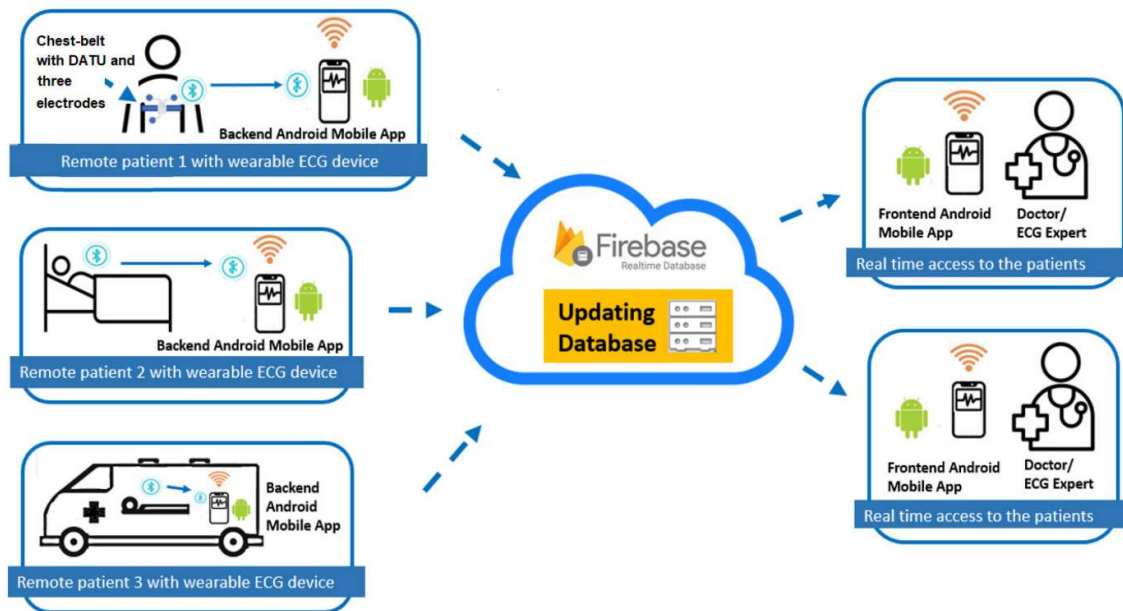 Chest-belt
with DATU and
three
electrodes
Backend Android Mobile App
Remote patient 1 with wearable ECG device
Backend Android Mobile App
Remote patient 2 with wearable ECG device
Backend
Android
Mobile App
Remote patient 3 with wearable ECG device
Firebase
Realtime Database
Updating
Database
Frontend Android
Mobile App
Doctor/
ECG Expert
Real time access to the patients
Frontend Android
Mobile App
Doctor/
ECG Expert
Real time access to the patients